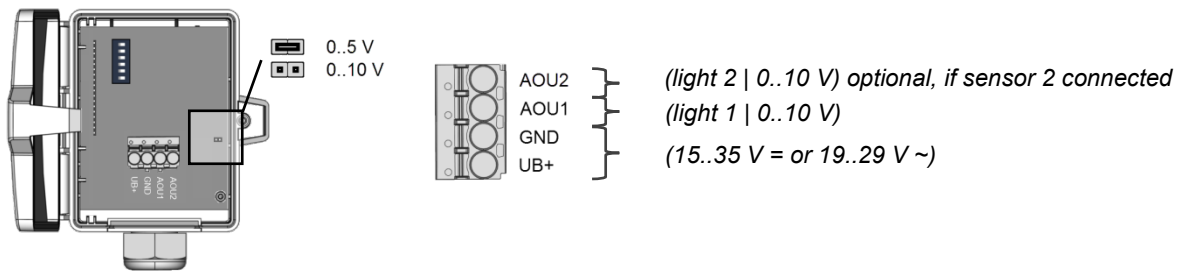 0..5 V
0..10 V
UB+
GND
AOU1
AOU2
AOU2
(light 2 | 0..10 V) optional, if sensor 2 connected
AOU1
(light 1 | 0..10 V)
GND
UB+
(15..35 V = or 19..29 V ~)